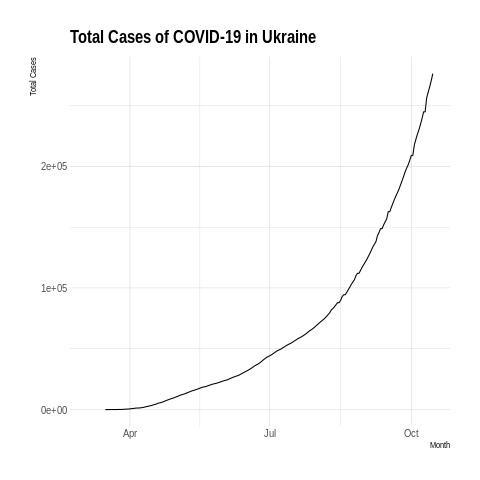 Total Cases of COVID-19 in Ukraine
Total Cases
2e+05
1e+05
0e+00
Apr
Jul
Oct
Month